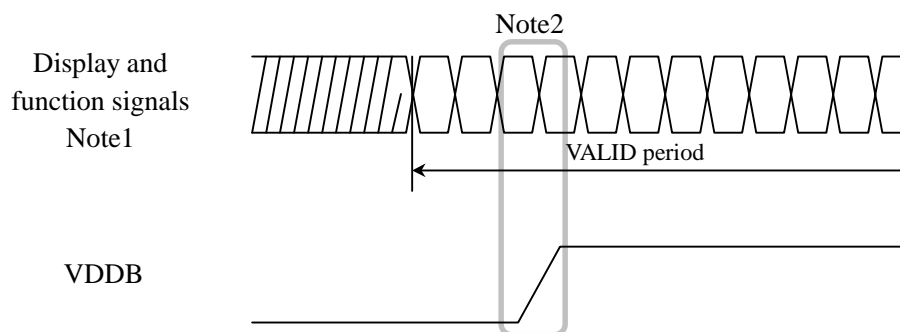 Note2
Display and
function signals
Note1
VALID period
VDDB